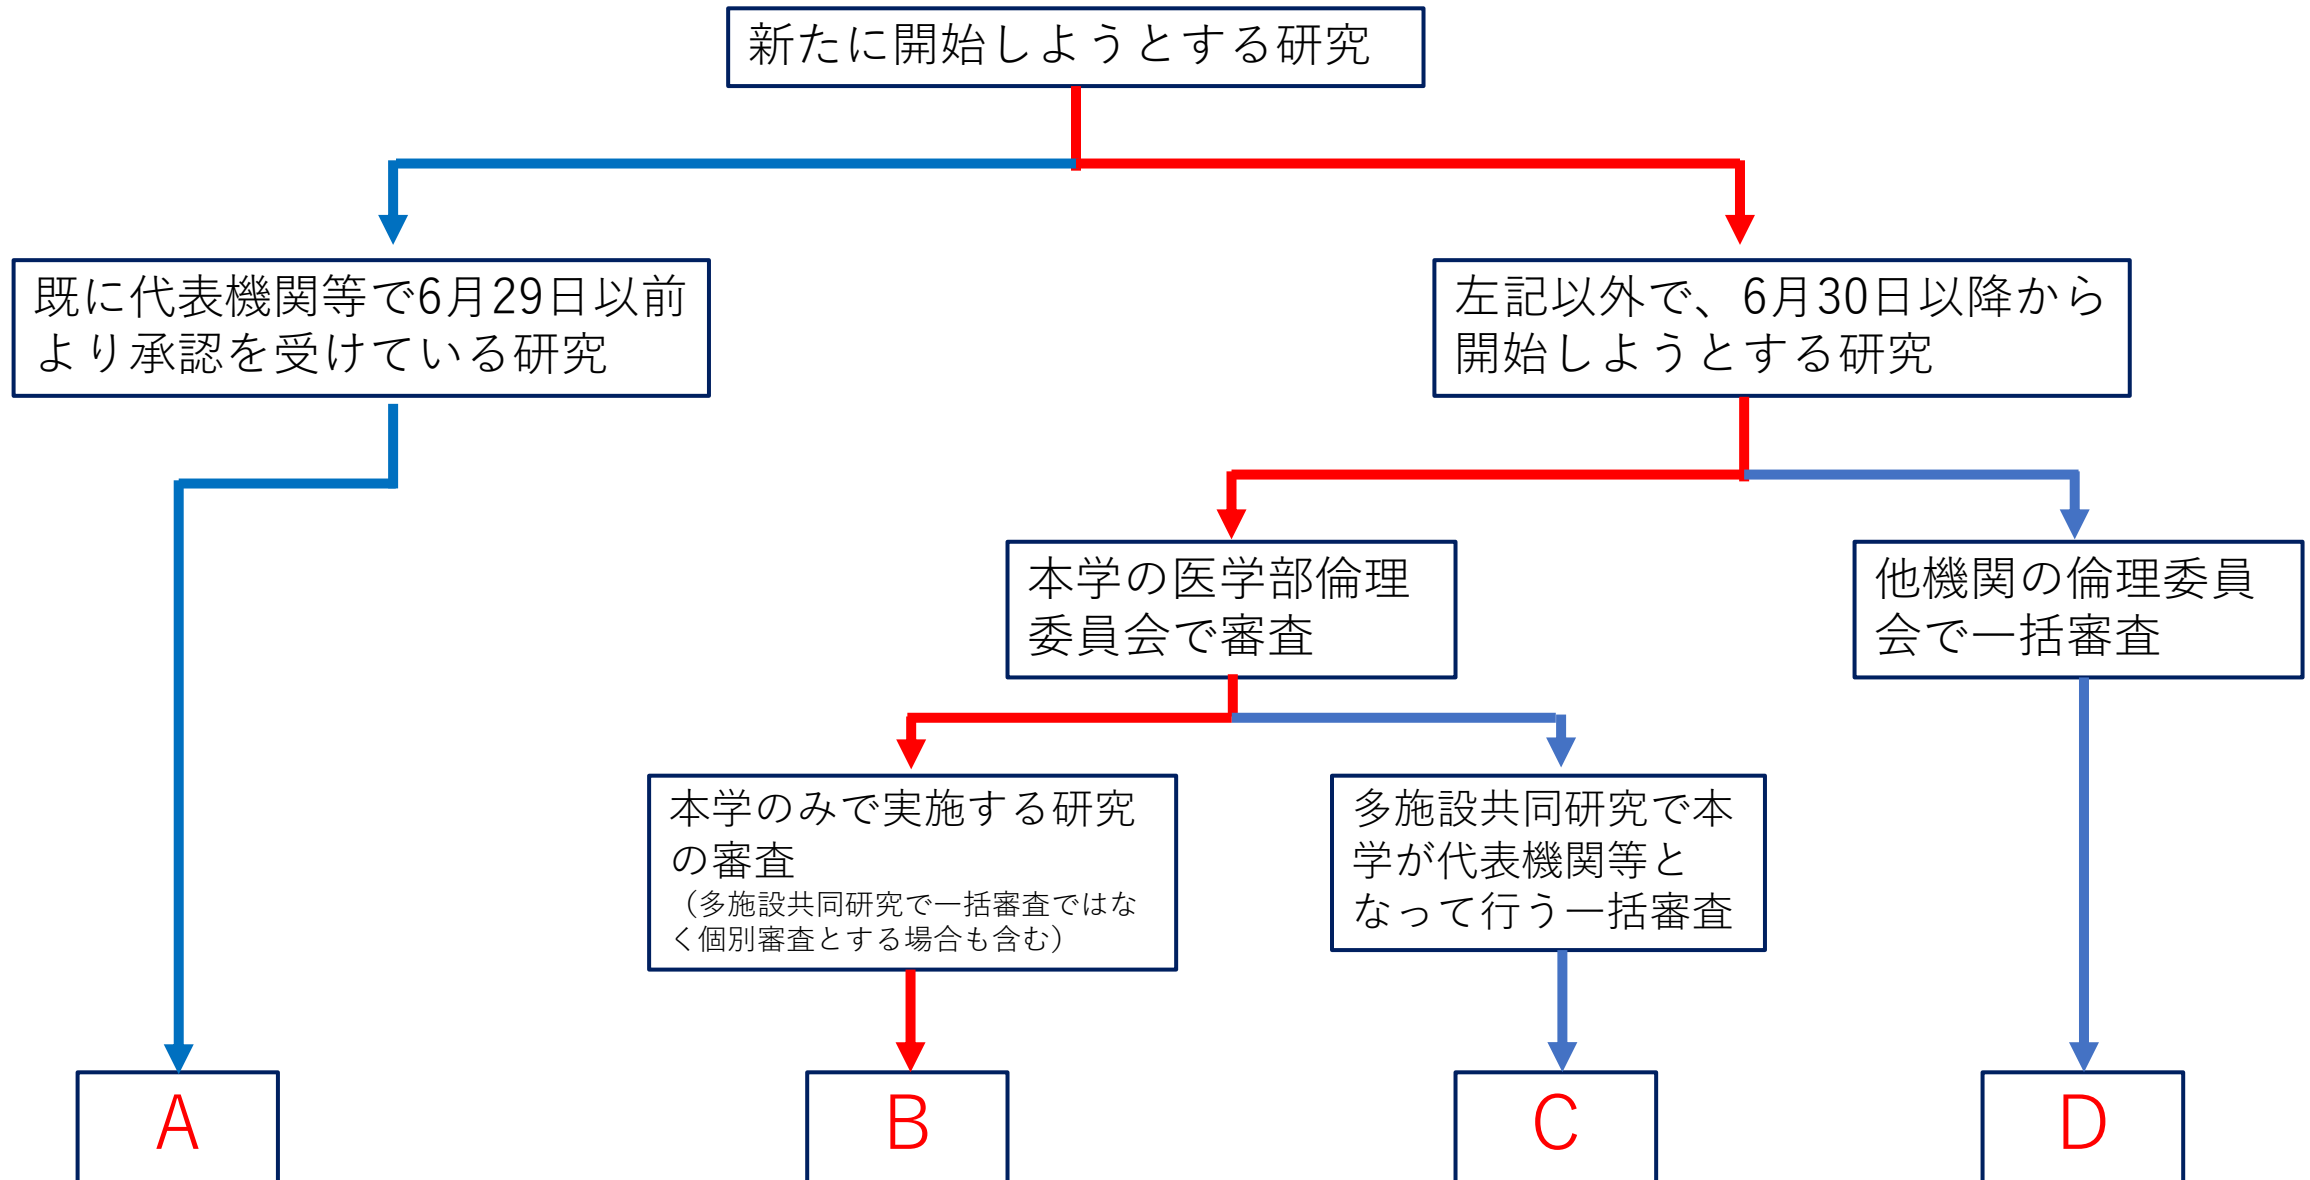 新たに開始しようとする研究
既に代表機関等で6月29日以前
より承認を受けている研究
左記以外で、6月30日以降から
開始しようとする研究
本学の医学部倫理
委員会で審査
他機関の倫理委員
会で一括審査
本学のみで実施する研究
の審査
（多施設共同研究で一括審査ではな
く個別審査とする場合も含む）
多施設共同研究で本
学が代表機関等と
なって行う一括審査
A
B
C
D